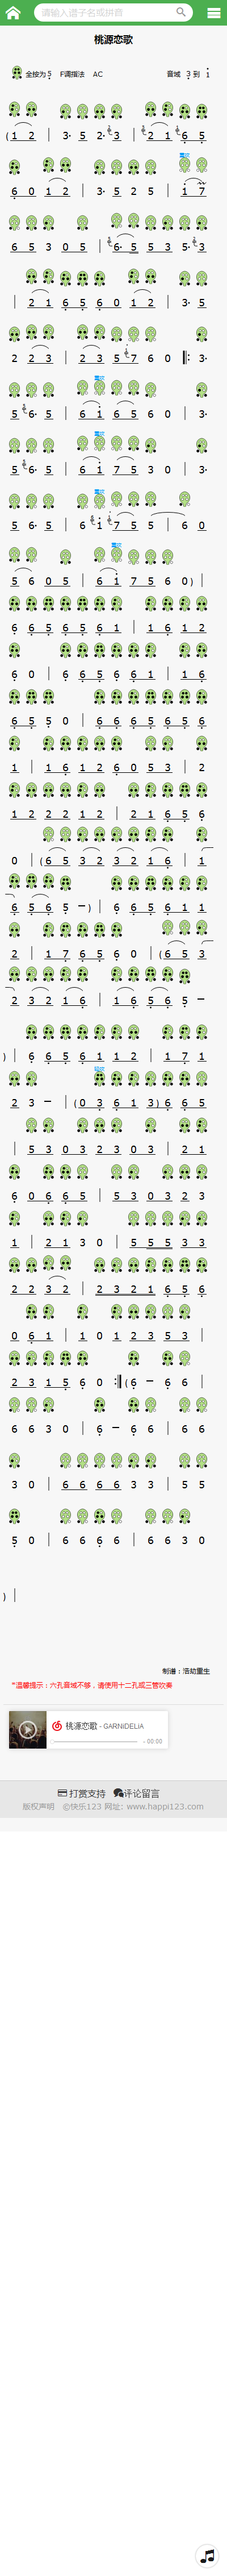 请输入谱子名或拼音
桃源恋歌
全按为5 F调指法 AC 音域 3 到 1
(1 2 | 3· 5 2· 3 | 2 1 6 5
6 0 1 2 | 3· 5 2 5 | 1 7
6 5 3 0 5 | 6· 5 5 3 5· 3
| 2 1 6 5 6 0 1 2 | 3· 5
2 2 3 | 2 3 5 7 6 0 ‖: 3·
5 6· 5 | 6 1 6 5 6 0 | 3·
5 6· 5 | 6 1 7 5 3 0 | 3·
5 6· 5 | 6 1 7 5 5 | 6 0
5 6 0 5 | 6 1 7 5 6 0) |
6 6 5 6 5 6 1 | 1 6 1 2
6 0 6 6 5 6 6 1 | 1 6
6 5 5 0 | 6 6 6 5 6 5 6
1 | 1 6 1 2 6 0 5 3 | 2
1 2 2 2 1 2 | 2 1 6 5 6
0 | (6 5 3 2 3 2 1 6 | 1
6 5 6 5 –) | 6 6 5 6 1 1
2 | 1 7 6 5 6 0 | (6 5 3
2 3 2 1 6 | 1 6 5 6 5 –
) | 6 6 5 6 1 1 2 | 1 7 1
2 3 – | (0 3 6 1 3) 6 6 5
| 5 3 0 3 2 3 0 3 | 2 1
6 0 6 6 5 | 5 3 0 3 2 3
1 | 2 1 3 0 | 5 5 5 3 3
2 2 3 2 | 2 3 2 1 6 5 6
0 6 1 | 1 0 1 2 3 5 3 |
2 3 1 5 6 0 :‖ (6 – 6 6 |
6 6 3 0 | 6 – 6 6 | 6 6
3 0 | 6 6 6 6 3 3 | 5 5
5 0 | 6 6 6 6 | 6 6 3 0
) |
制谱：浩劫重生
*温馨提示：六孔音域不够，请使用十二孔或三管吹奏
桃源恋歌 - GARNiDELiA
- 00:00
打赏支持 评论留言
版权声明 ©快乐123 网址: www.happi123.com